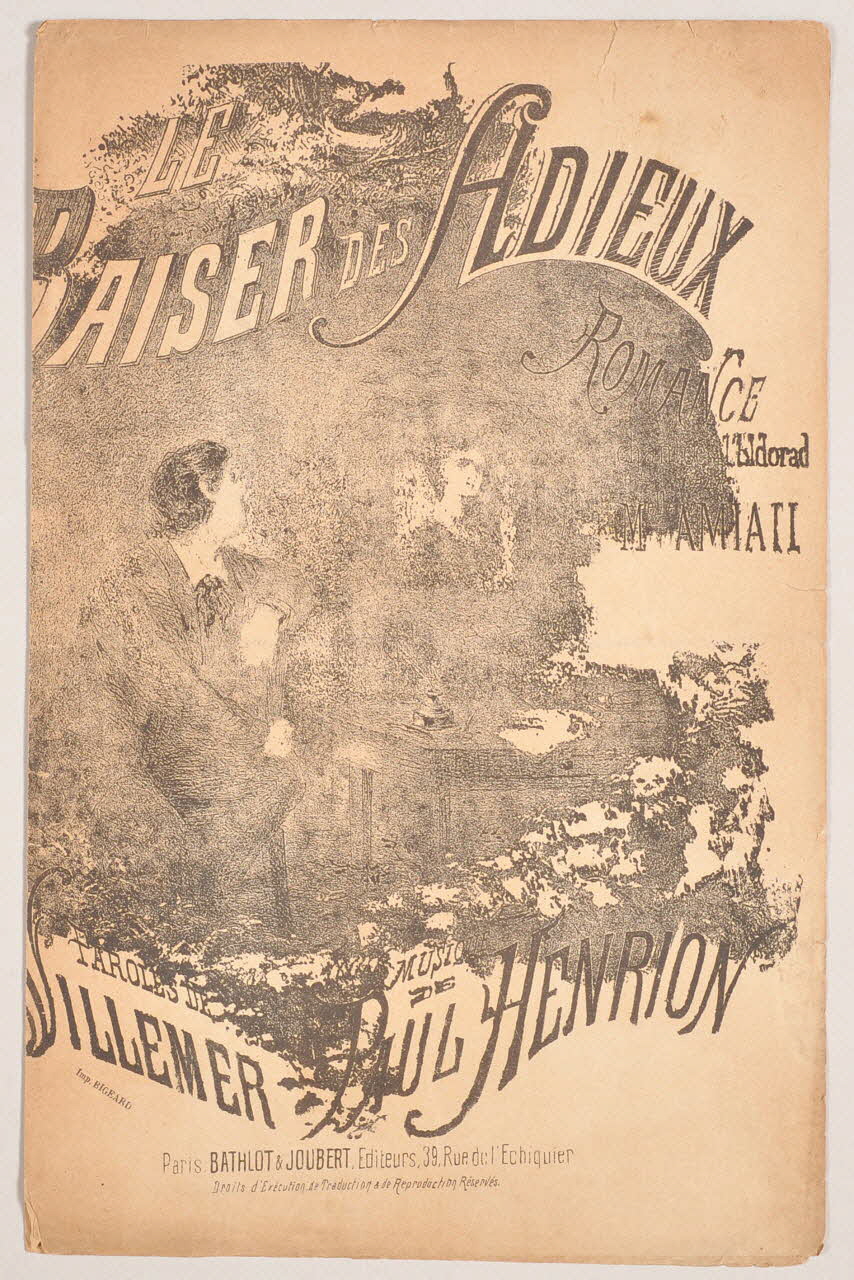 LE
BAISER DES ADIEUX
ROMANCE
l'Eldorad
AMIATI
PAROLES DE
VILLEMER
MUSIQUE
DE
PAUL HENRION
Imp. BIGEARD
Paris, BATHLOT & JOUBERT, Editeurs, 39, Rue de l'Echiquier
Droits d'Exécution de Traduction & de Reproduction Réservés.